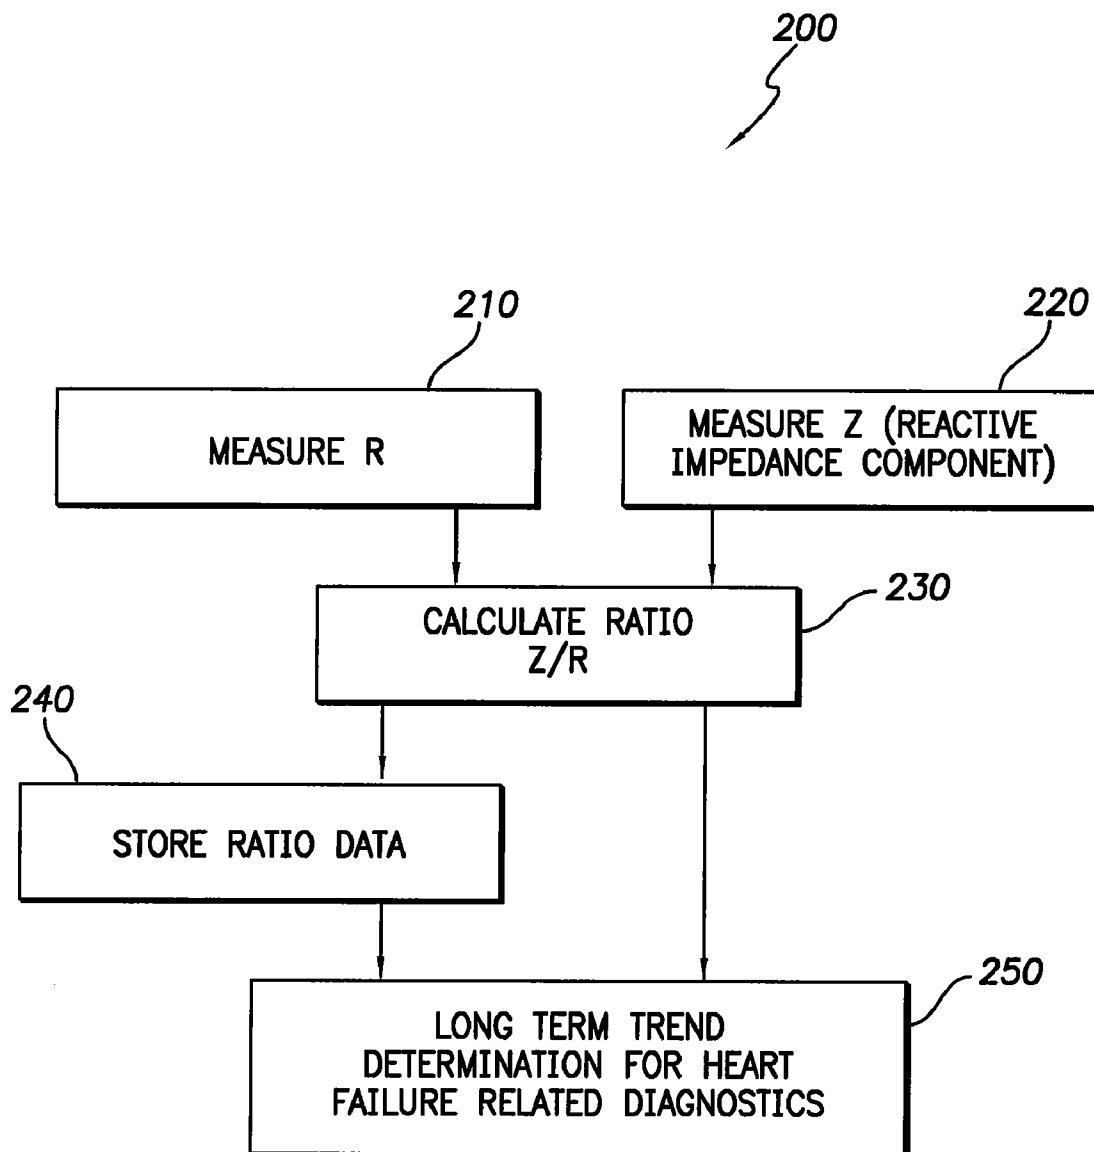 200
210
220
MEASURE R
MEASURE Z (REACTIVE
IMPEDANCE COMPONENT)
230
CALCULATE RATIO
Z/R
240
STORE RATIO DATA
250
LONG TERM TREND
DETERMINATION FOR HEART
FAILURE RELATED DIAGNOSTICS